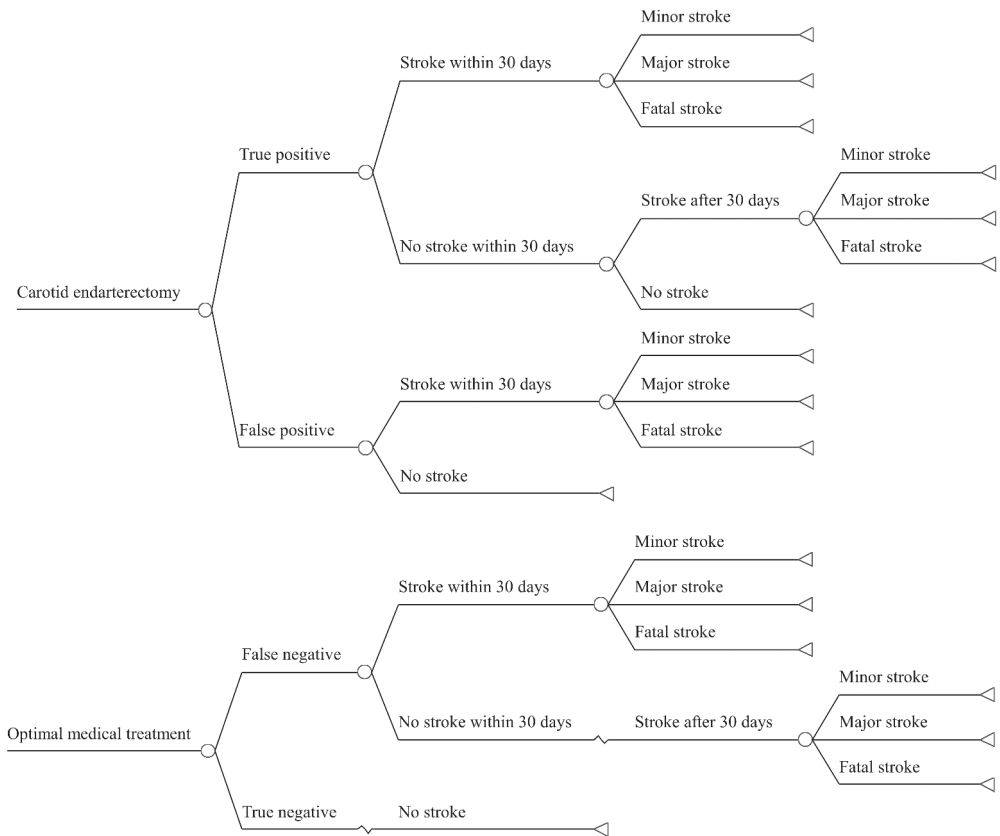 Minor stroke
Stroke within 30 days
Major stroke
Fatal stroke
True positive
Minor stroke
Stroke after 30 days
Major stroke
No stroke within 30 days
Fatal stroke
Carotid endarterectomy
No stroke
Minor stroke
Stroke within 30 days
Major stroke
False positive
Fatal stroke
No stroke
Minor stroke
Stroke within 30 days
Major stroke
Fatal stroke
False negative
Minor stroke
No stroke within 30 days
Stroke after 30 days
Major stroke
Optimal medical treatment
Fatal stroke
True negative
No stroke